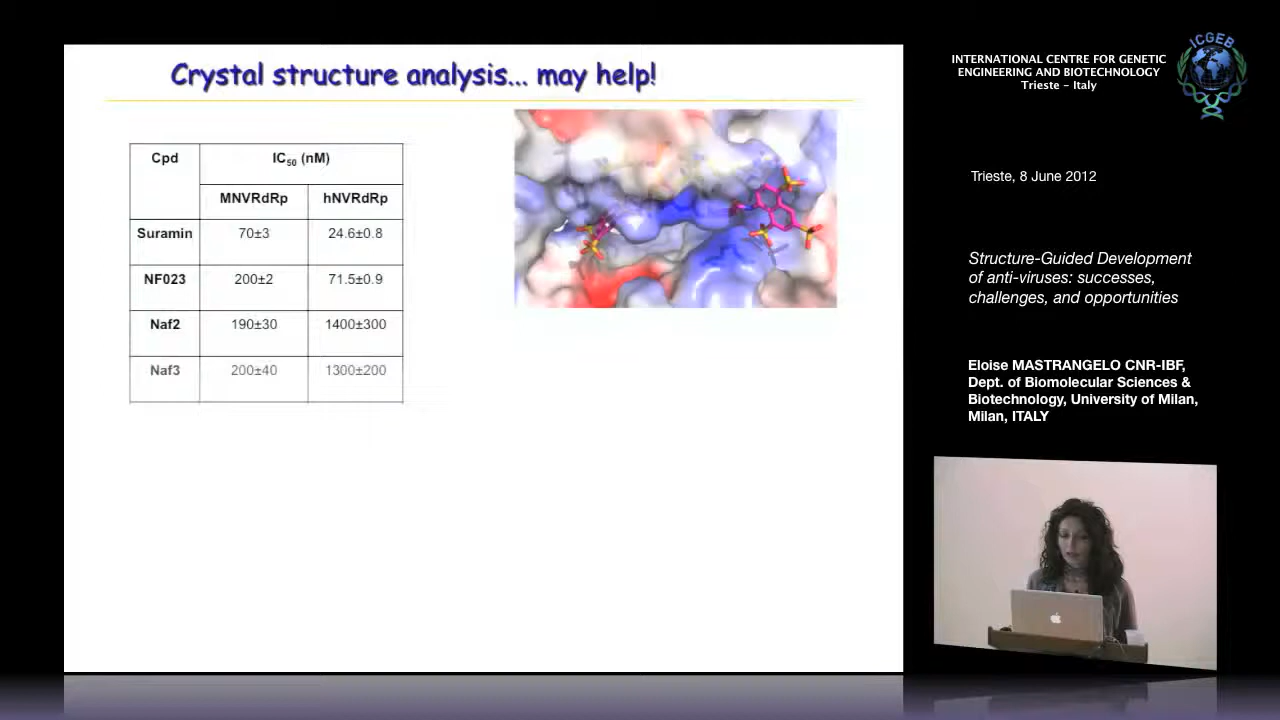 Crystal structure analysis... may help!
Cpd IC50 (nM)
MNVRdRp hNVRdRp
Suramin 70±3 24.6±0.8
NF023 200±2 71.5±0.9
Naf2 190±30 1400±300
Naf3 200±40 1300±200
INTERNATIONAL CENTRE FOR GENETIC
ENGINEERING AND BIOTECHNOLOGY
Trieste - Italy
ICGEB
Trieste, 8 June 2012
Structure-Guided Development
of anti-viruses: successes,
challenges, and opportunities
Eloise MASTRANGELO CNR-IBF,
Dept. of Biomolecular Sciences &
Biotechnology, University of Milan,
Milan, ITALY